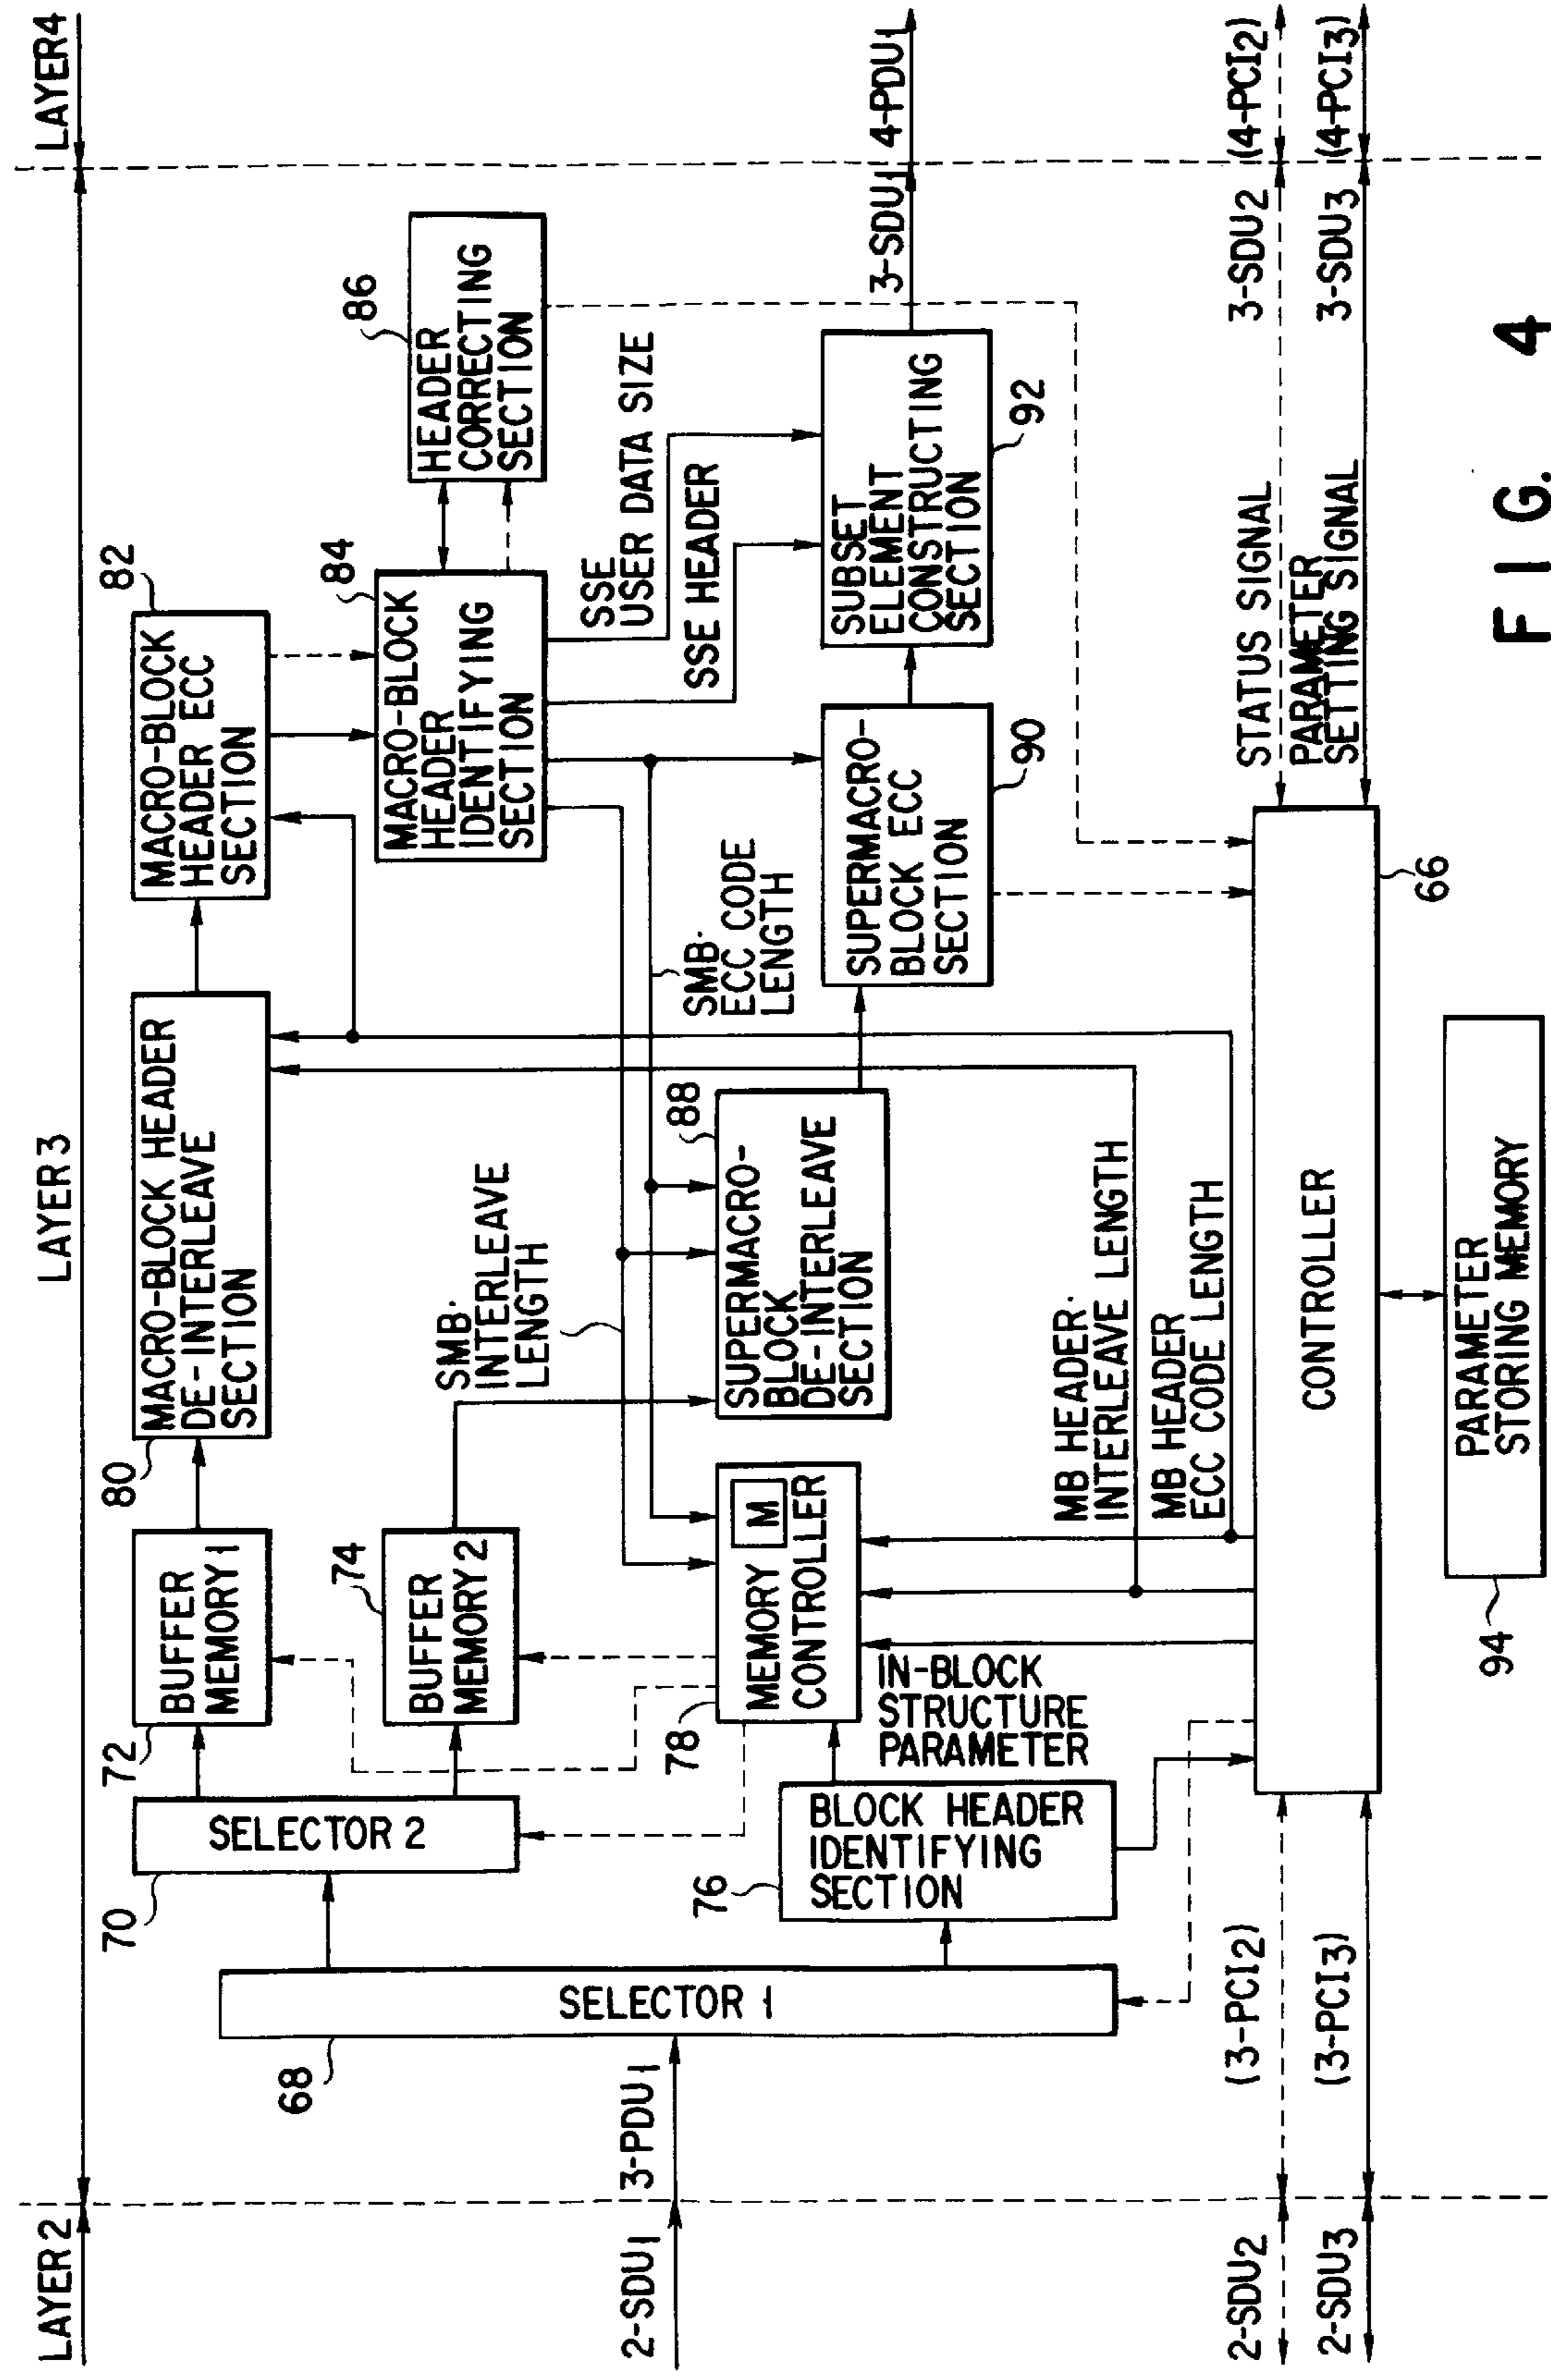 LAYER2
LAYER3
LAYER4
70
SELECTOR 2
72
BUFFER
MEMORY 1
80
MACRO-BLOCK HEADER
DE-INTERLEAVE
SECTION
82
MACRO-BLOCK
HEADER ECC
SECTION
74
BUFFER
MEMORY 2
84
MACRO-BLOCK
HEADER
IDENTIFYING
SECTION
86
HEADER
CORRECTING
SECTION
SMB·
INTERLEAVE
LENGTH
SSE
USER DATA SIZE
SSE HEADER
SMB·
ECC CODE
LENGTH
68
SELECTOR 1
2-SDU1
3-PDU1
76
BLOCK HEADER
IDENTIFYING
SECTION
78
MEMORY
M
CONTROLLER
88
SUPERMACRO-
BLOCK
DE-INTERLEAVE
SECTION
SUPERMACRO-
BLOCK ECC
SECTION
90
SUBSET
ELEMENT
CONSTRUCTING
SECTION
92
3-SDU1
4-PDU1
IN-BLOCK
STRUCTURE
PARAMETER
MB HEADER·
INTERLEAVE LENGTH
MB HEADER
ECC CODE LENGTH
CONTROLLER
66
STATUS SIGNAL
PARAMETER
SETTING SIGNAL
2-SDU2
(3-PCI2)
3-SDU2
(4-PCI2)
2-SDU3
(3-PCI3)
3-SDU3
(4-PCI3)
94
PARAMETER
STORING MEMORY
FIG. 4